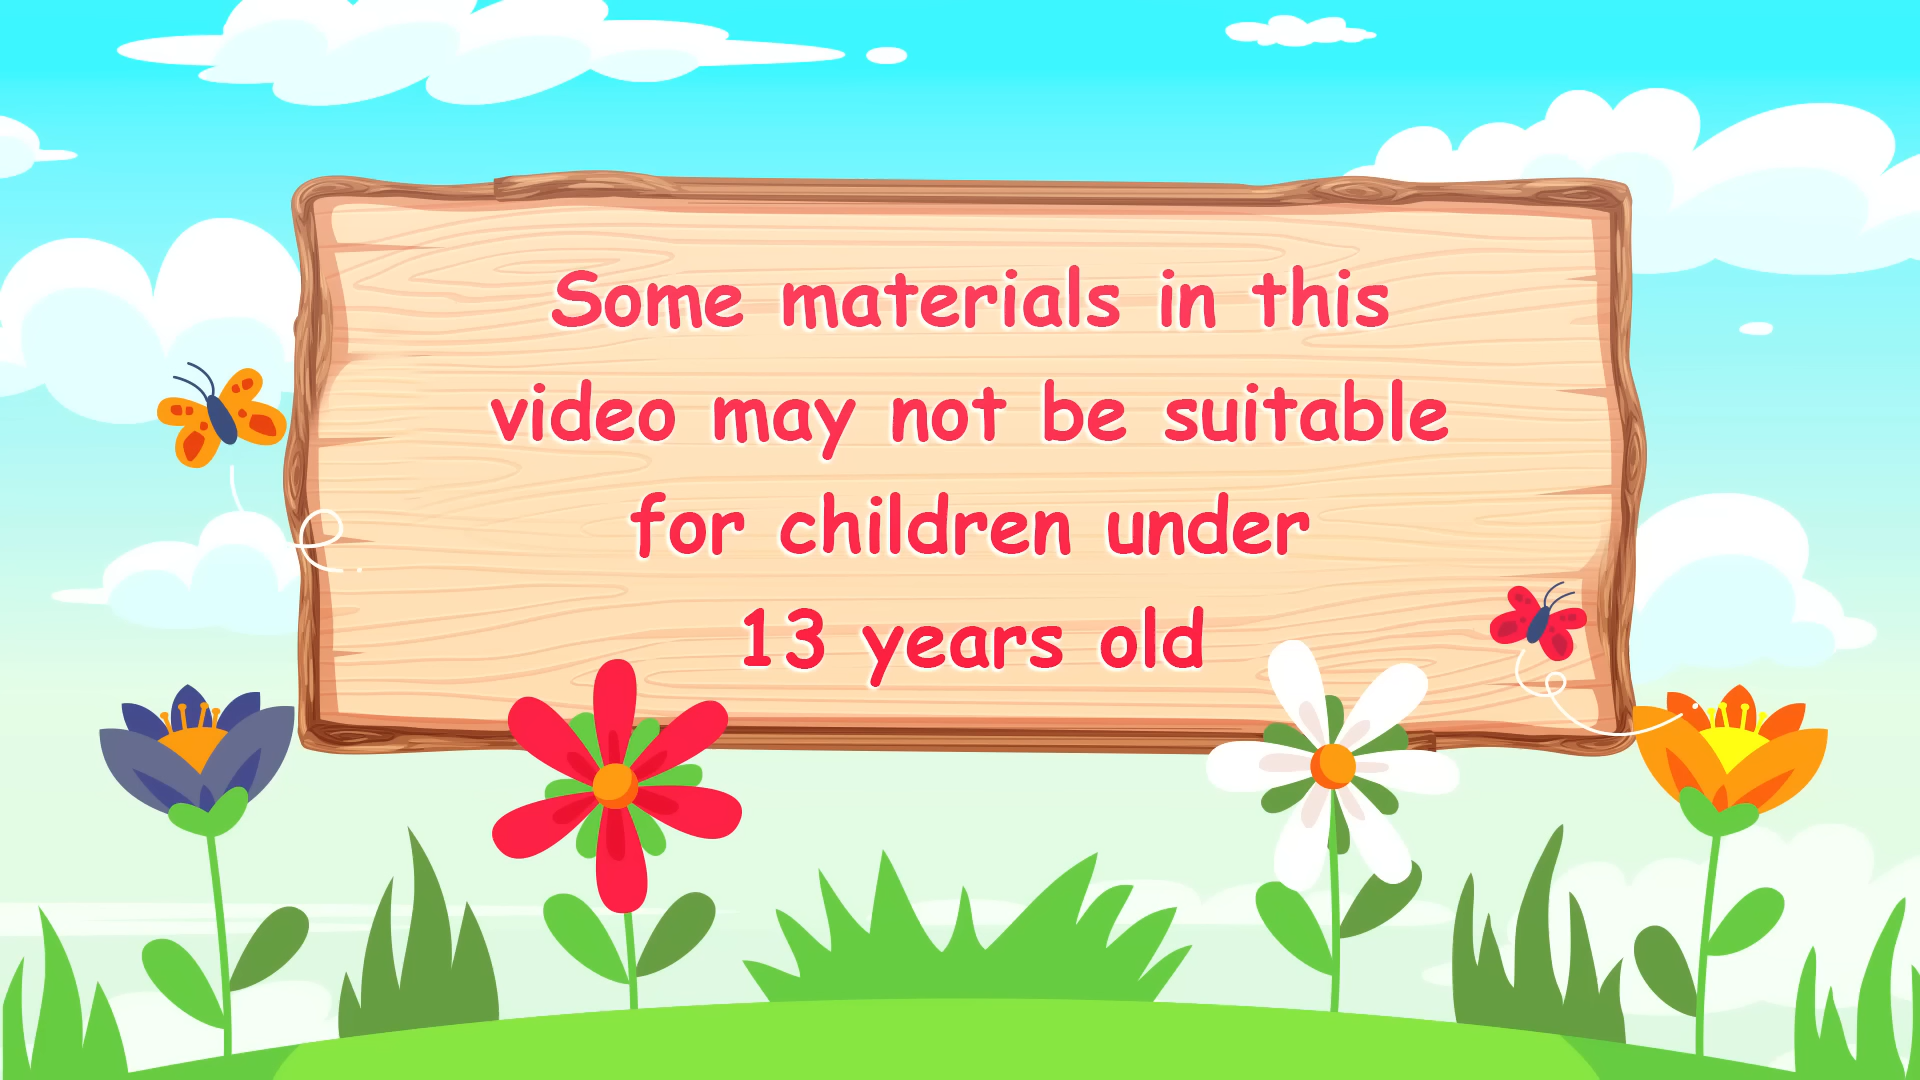 Some materials in this
video may not be suitable
for children under
13 years old